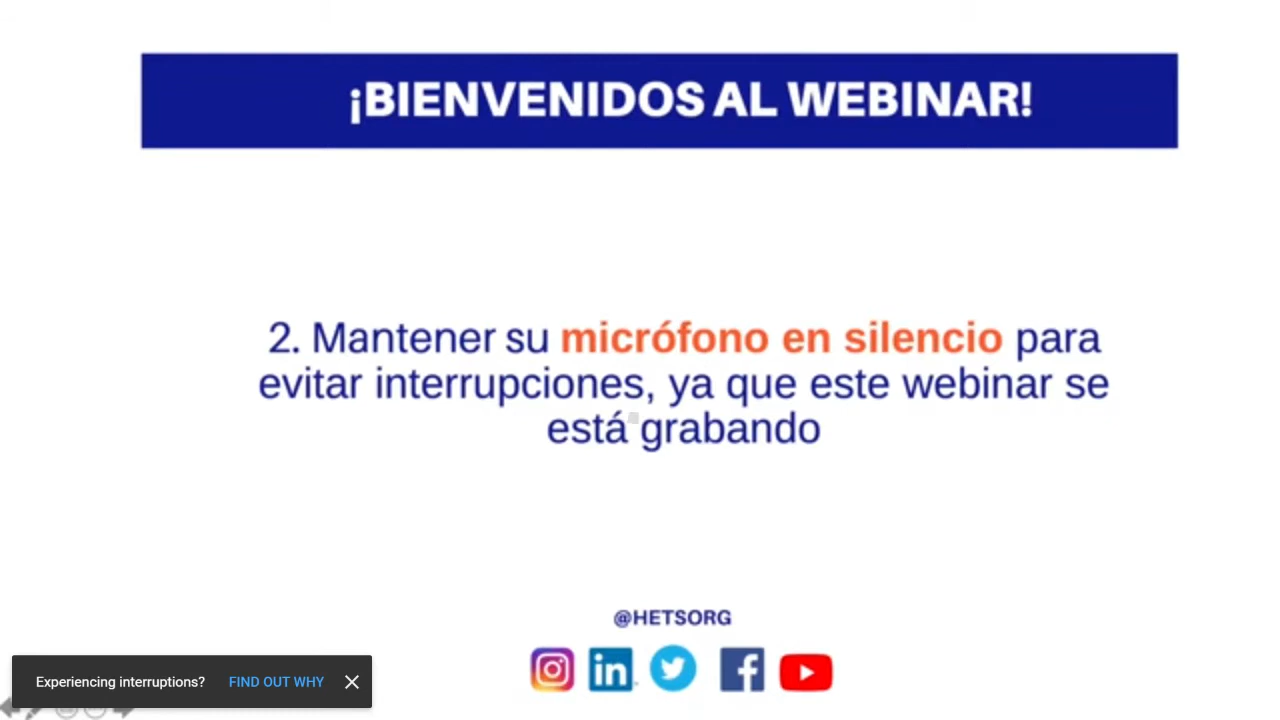 ¡BIENVENIDOS AL WEBINAR!
2. Mantener su micrófono en silencio para
evitar interrupciones, ya que este webinar se
está grabando
@HETSORG
in
Experiencing interruptions? FIND OUT WHY